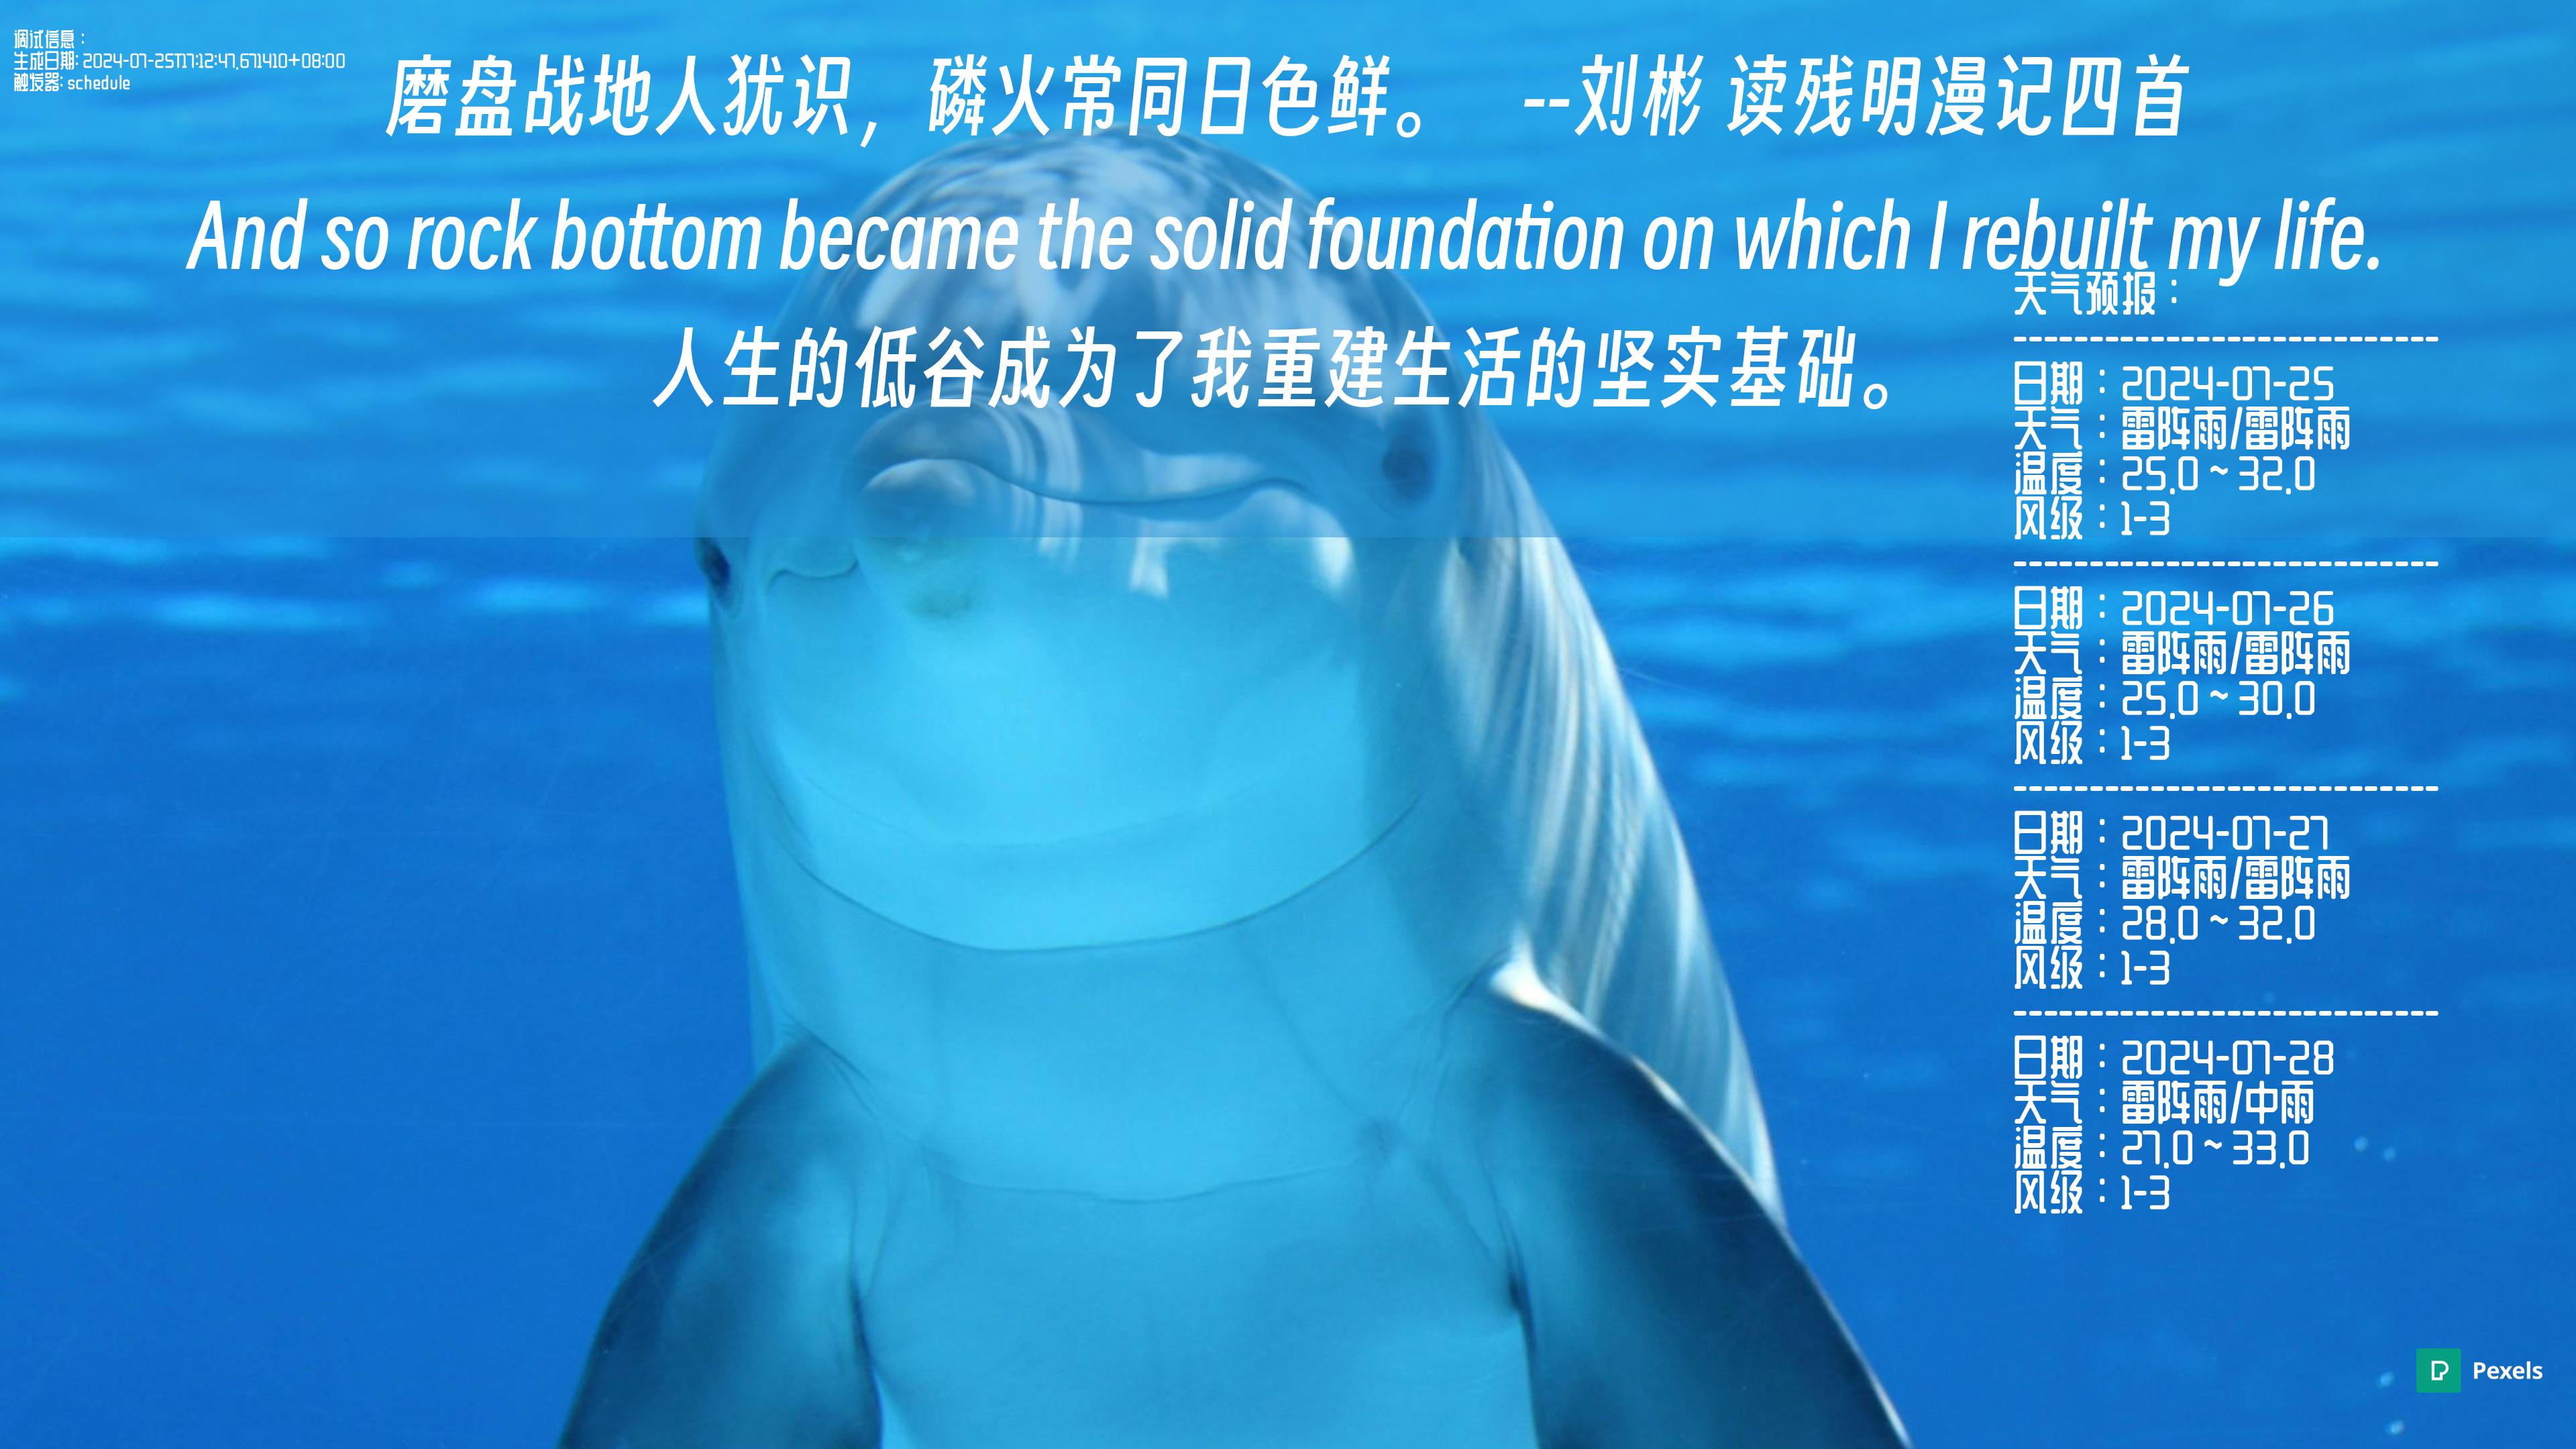 调试信息：
生成日期: 2024-07-25T17:12:47.671410+08:00
触发器: schedule
磨盘战地人犹识，磷火常同日色鲜。 --刘彬 读残明漫记四首
And so rock bottom became the solid foundation on which I rebuilt my life.
人生的低谷成为了我重建生活的坚实基础。
天气预报：
----------------------------
日期：2024-07-25
天气：雷阵雨/雷阵雨
温度：25.0 ~ 32.0
风级：1-3
----------------------------
日期：2024-07-26
天气：雷阵雨/雷阵雨
温度：25.0 ~ 30.0
风级：1-3
----------------------------
日期：2024-07-27
天气：雷阵雨/雷阵雨
温度：28.0 ~ 32.0
风级：1-3
----------------------------
日期：2024-07-28
天气：雷阵雨/中雨
温度：27.0 ~ 33.0
风级：1-3
Pexels